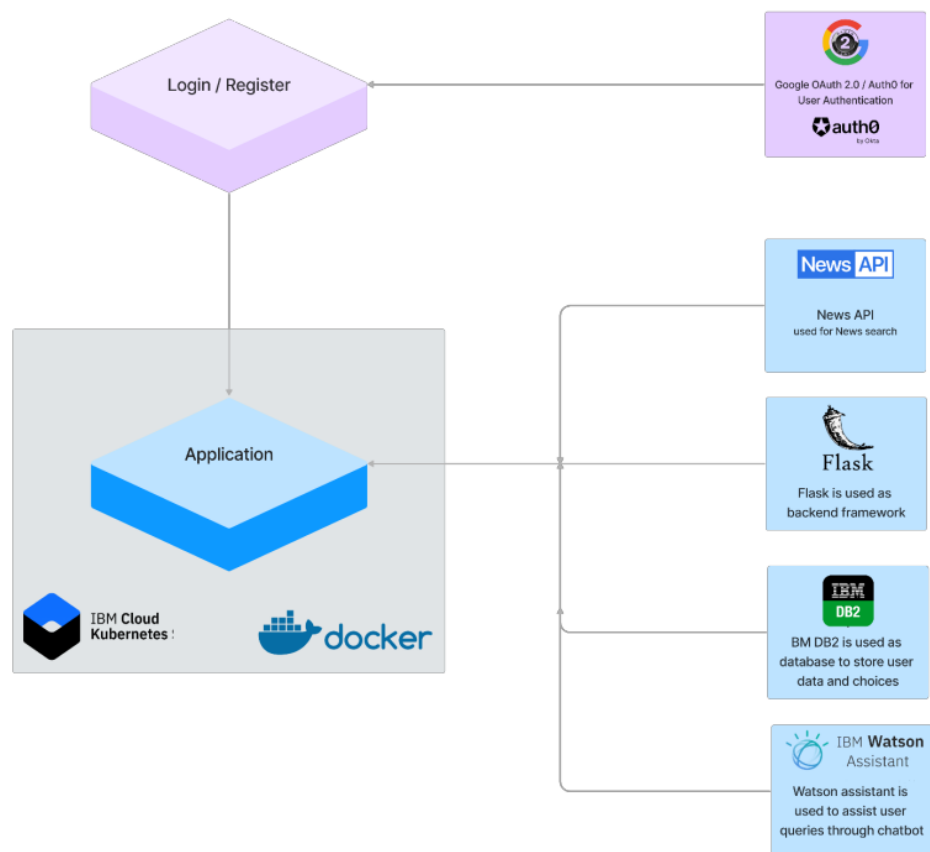 Login / Register
2
Google OAuth 2.0 / Auth0 for
User Authentication
auth0
by Okta
News API
News API
used for News search
Application
Flask
Flask is used as
backend framework
IBM Cloud
Kubernetes
docker
IBM
DB2
BM DB2 is used as
database to store user
data and choices
IBM Watson
Assistant
Watson assistant is
used to assist user
queries through chatbot